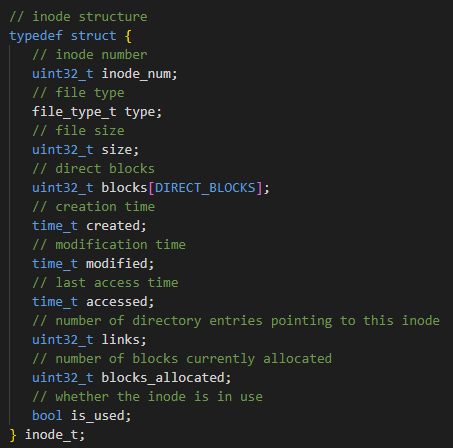 // inode structure
typedef struct {
// inode number
uint32_t inode_num;
// file type
file_type_t type;
// file size
uint32_t size;
// direct blocks
uint32_t blocks[DIRECT_BLOCKS];
// creation time
time_t created;
// modification time
time_t modified;
// last access time
time_t accessed;
// number of directory entries pointing to this inode
uint32_t links;
// number of blocks currently allocated
uint32_t blocks_allocated;
// whether the inode is in use
bool is_used;
} inode_t;